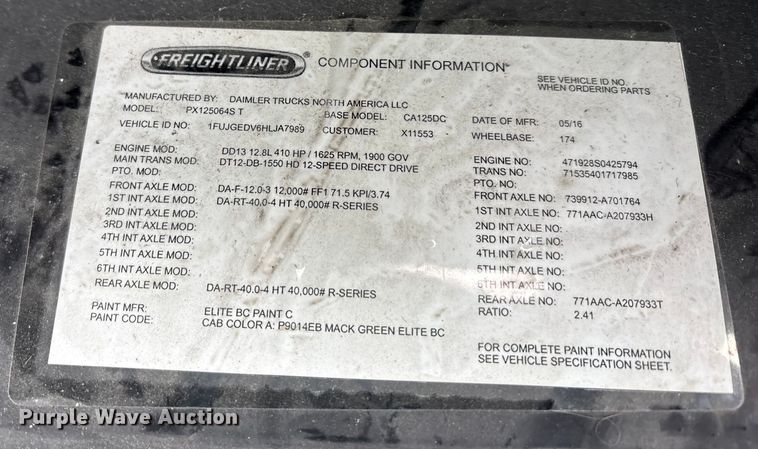 FREIGHTLINER® COMPONENT INFORMATION™
SEE VEHICLE ID NO.
WHEN ORDERING PARTS
MANUFACTURED BY: DAIMLER TRUCKS NORTH AMERICA LLC
MODEL: PX125064S T BASE MODEL: CA125DC DATE OF MFR: 05/16
VEHICLE ID NO: 1FUJGEDV6HLJA7989 CUSTOMER: X11553 WHEELBASE: 174
ENGINE MOD: DD13 12.8L 410 HP / 1625 RPM, 1900 GOV ENGINE NO: 471928S0425794
MAIN TRANS MOD: DT12-DB-1550 HD 12-SPEED DIRECT DRIVE TRANS NO: 71535401717985
PTO. MOD: PTO. NO:
FRONT AXLE MOD: DA-F-12.0-3 12,000# FF1 71.5 KPI/3.74 FRONT AXLE NO: 739912-A701764
1ST INT AXLE MOD: DA-RT-40.0-4 HT 40,000# R-SERIES 1ST INT AXLE NO: 771AAC-A207933H
2ND INT AXLE MOD: 2ND INT AXLE NO:
3RD INT AXLE MOD: 3RD INT AXLE NO:
4TH INT AXLE MOD: 4TH INT AXLE NO:
5TH INT AXLE MOD: 5TH INT AXLE NO:
6TH INT AXLE MOD: 6TH INT AXLE NO:
REAR AXLE MOD: DA-RT-40.0-4 HT 40,000# R-SERIES REAR AXLE NO: 771AAC-A207933T
RATIO: 2.41
PAINT MFR: ELITE BC PAINT C
PAINT CODE: CAB COLOR A: P9014EB MACK GREEN ELITE BC
FOR COMPLETE PAINT INFORMATION
SEE VEHICLE SPECIFICATION SHEET.
Purple Wave Auction